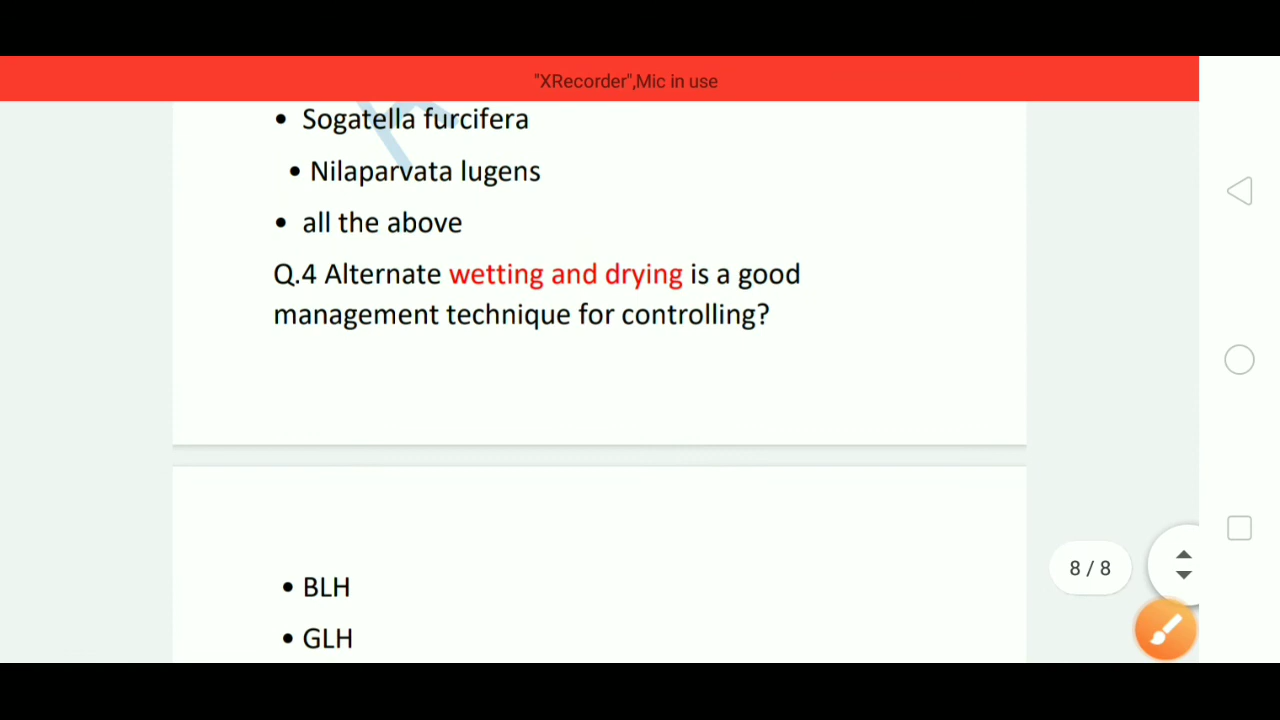 "XRecorder",Mic in use
• Sogatella furcifera
• Nilaparvata lugens
• all the above
Q.4 Alternate wetting and drying is a good
management technique for controlling?
• BLH
• GLH
8 / 8